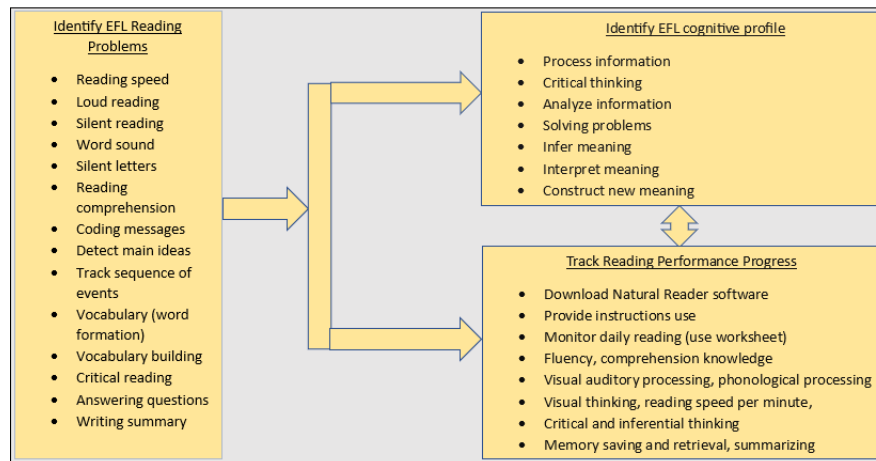 Identify EFL Reading
Problems
• Reading speed
• Loud reading
• Silent reading
• Word sound
• Silent letters
• Reading
comprehension
• Coding messages
• Detect main ideas
• Track sequence of
events
• Vocabulary (word
formation)
• Vocabulary building
• Critical reading
• Answering questions
• Writing summary
Identify EFL cognitive profile
• Process information
• Critical thinking
• Analyze information
• Solving problems
• Infer meaning
• Interpret meaning
• Construct new meaning
Track Reading Performance Progress
• Download Natural Reader software
• Provide instructions use
• Monitor daily reading (use worksheet)
• Fluency, comprehension knowledge
• Visual auditory processing, phonological processing
• Visual thinking, reading speed per minute,
• Critical and inferential thinking
• Memory saving and retrieval, summarizing